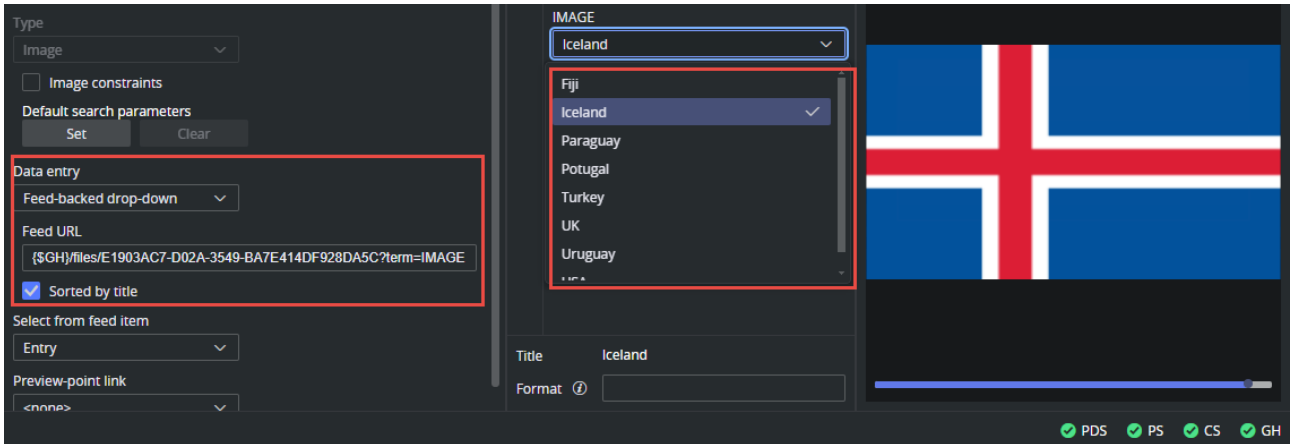 Type
Image
Image constraints
Default search parameters
Set Clear
Data entry
Feed-backed drop-down
Feed URL
{$GH}/files/E1903AC7-D02A-3549-BA7E414DF928DA5C?term=IMAGE
Sorted by title
Select from feed item
Entry
Preview-point link
<none>
IMAGE
Iceland
Fiji
Iceland
Paraguay
Potugal
Turkey
UK
Uruguay
USA
Title Iceland
Format i
PDS PS CS GH